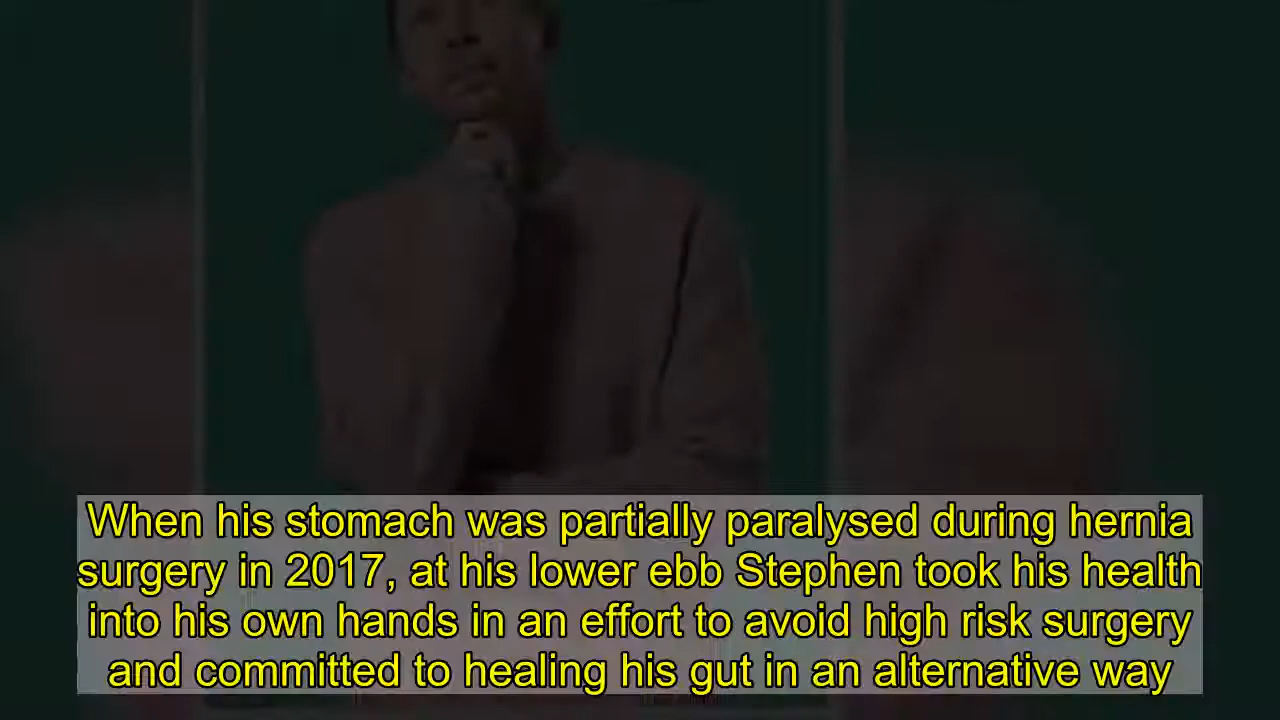 When his stomach was partially paralysed during hernia
surgery in 2017, at his lower ebb Stephen took his health
into his own hands in an effort to avoid high risk surgery
and committed to healing his gut in an alternative way